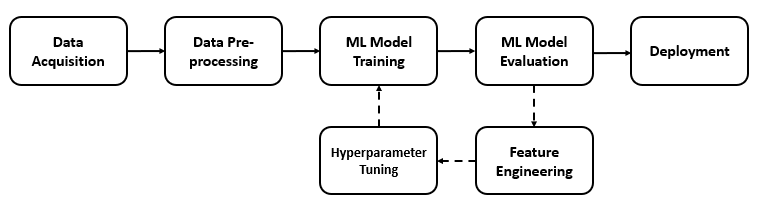 Data
Acquisition
Data Pre-
processing
ML Model
Training
ML Model
Evaluation
Deployment
Hyperparameter
Tuning
Feature
Engineering